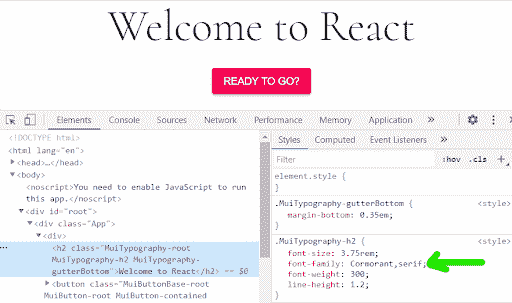 Welcome to React
READY TO GO?
Elements Console Sources Network Performance Memory Application »
<!DOCTYPE html>
<html lang="en">
▶<head>…</head>
▼<body>
<noscript>You need to enable JavaScript to run
this app.</noscript>
▼<div id="root">
▼<div class="App">
▼<div>
<h2 class="MuiTypography-root
MuiTypography-h2 MuiTypography-
gutterBottom">Welcome to React</h2> == $0
▶<button class="MuiButtonBase-root
MuiButton-root MuiButton-contained
Styles Computed Event Listeners »
Filter :hov .cls +
element.style {
}
.MuiTypography-gutterBottom { <style>
margin-bottom: 0.35em;
}
.MuiTypography-h2 { <style>
font-size: 3.75rem;
font-family: Cormorant,serif;
font-weight: 300;
line-height: 1.2;
}